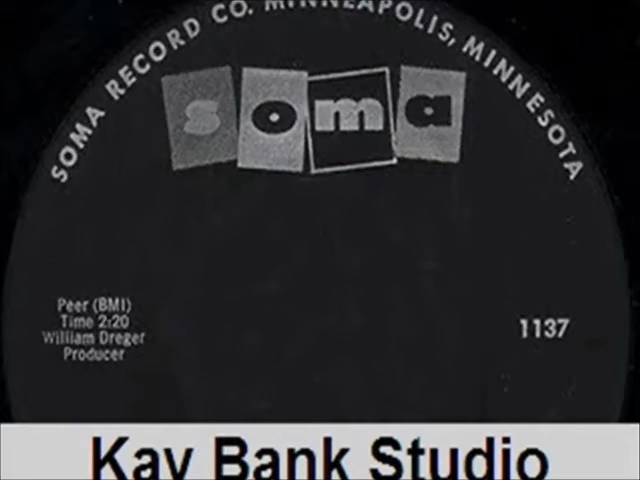 SOMA RECORD CO. MINNEAPOLIS, MINNESOTA
soma
Peer (BMI)
Time 2:20
William Dreger
Producer
1137
Kay Bank Studio